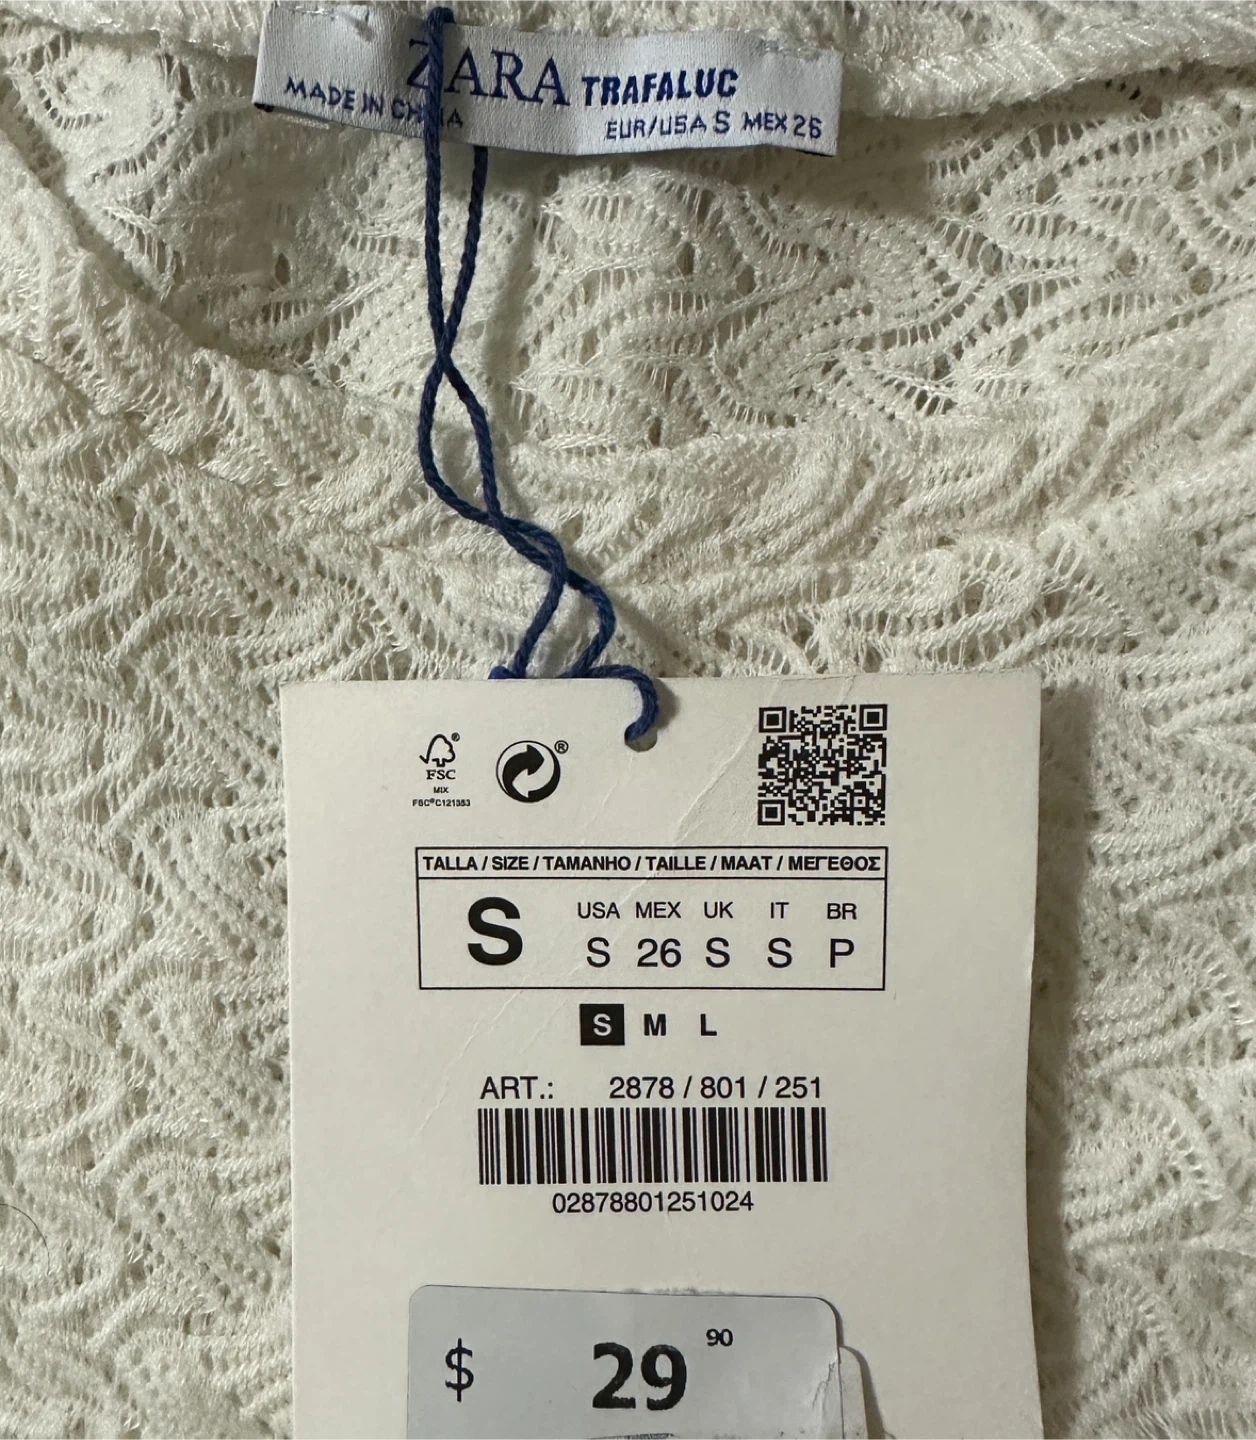 ZARA TRAFALUC
MADE IN CHINA EUR/USA S MEX 26
FSC®
MIX
FSC®C121353
®
TALLA / SIZE / TAMANHO / TAILLE / MAAT / ΜΕΓΕΘΟΣ
USA MEX UK IT BR
S S 26 S S P
S M L
ART.: 2878 / 801 / 251
02878801251024
$ 29 90